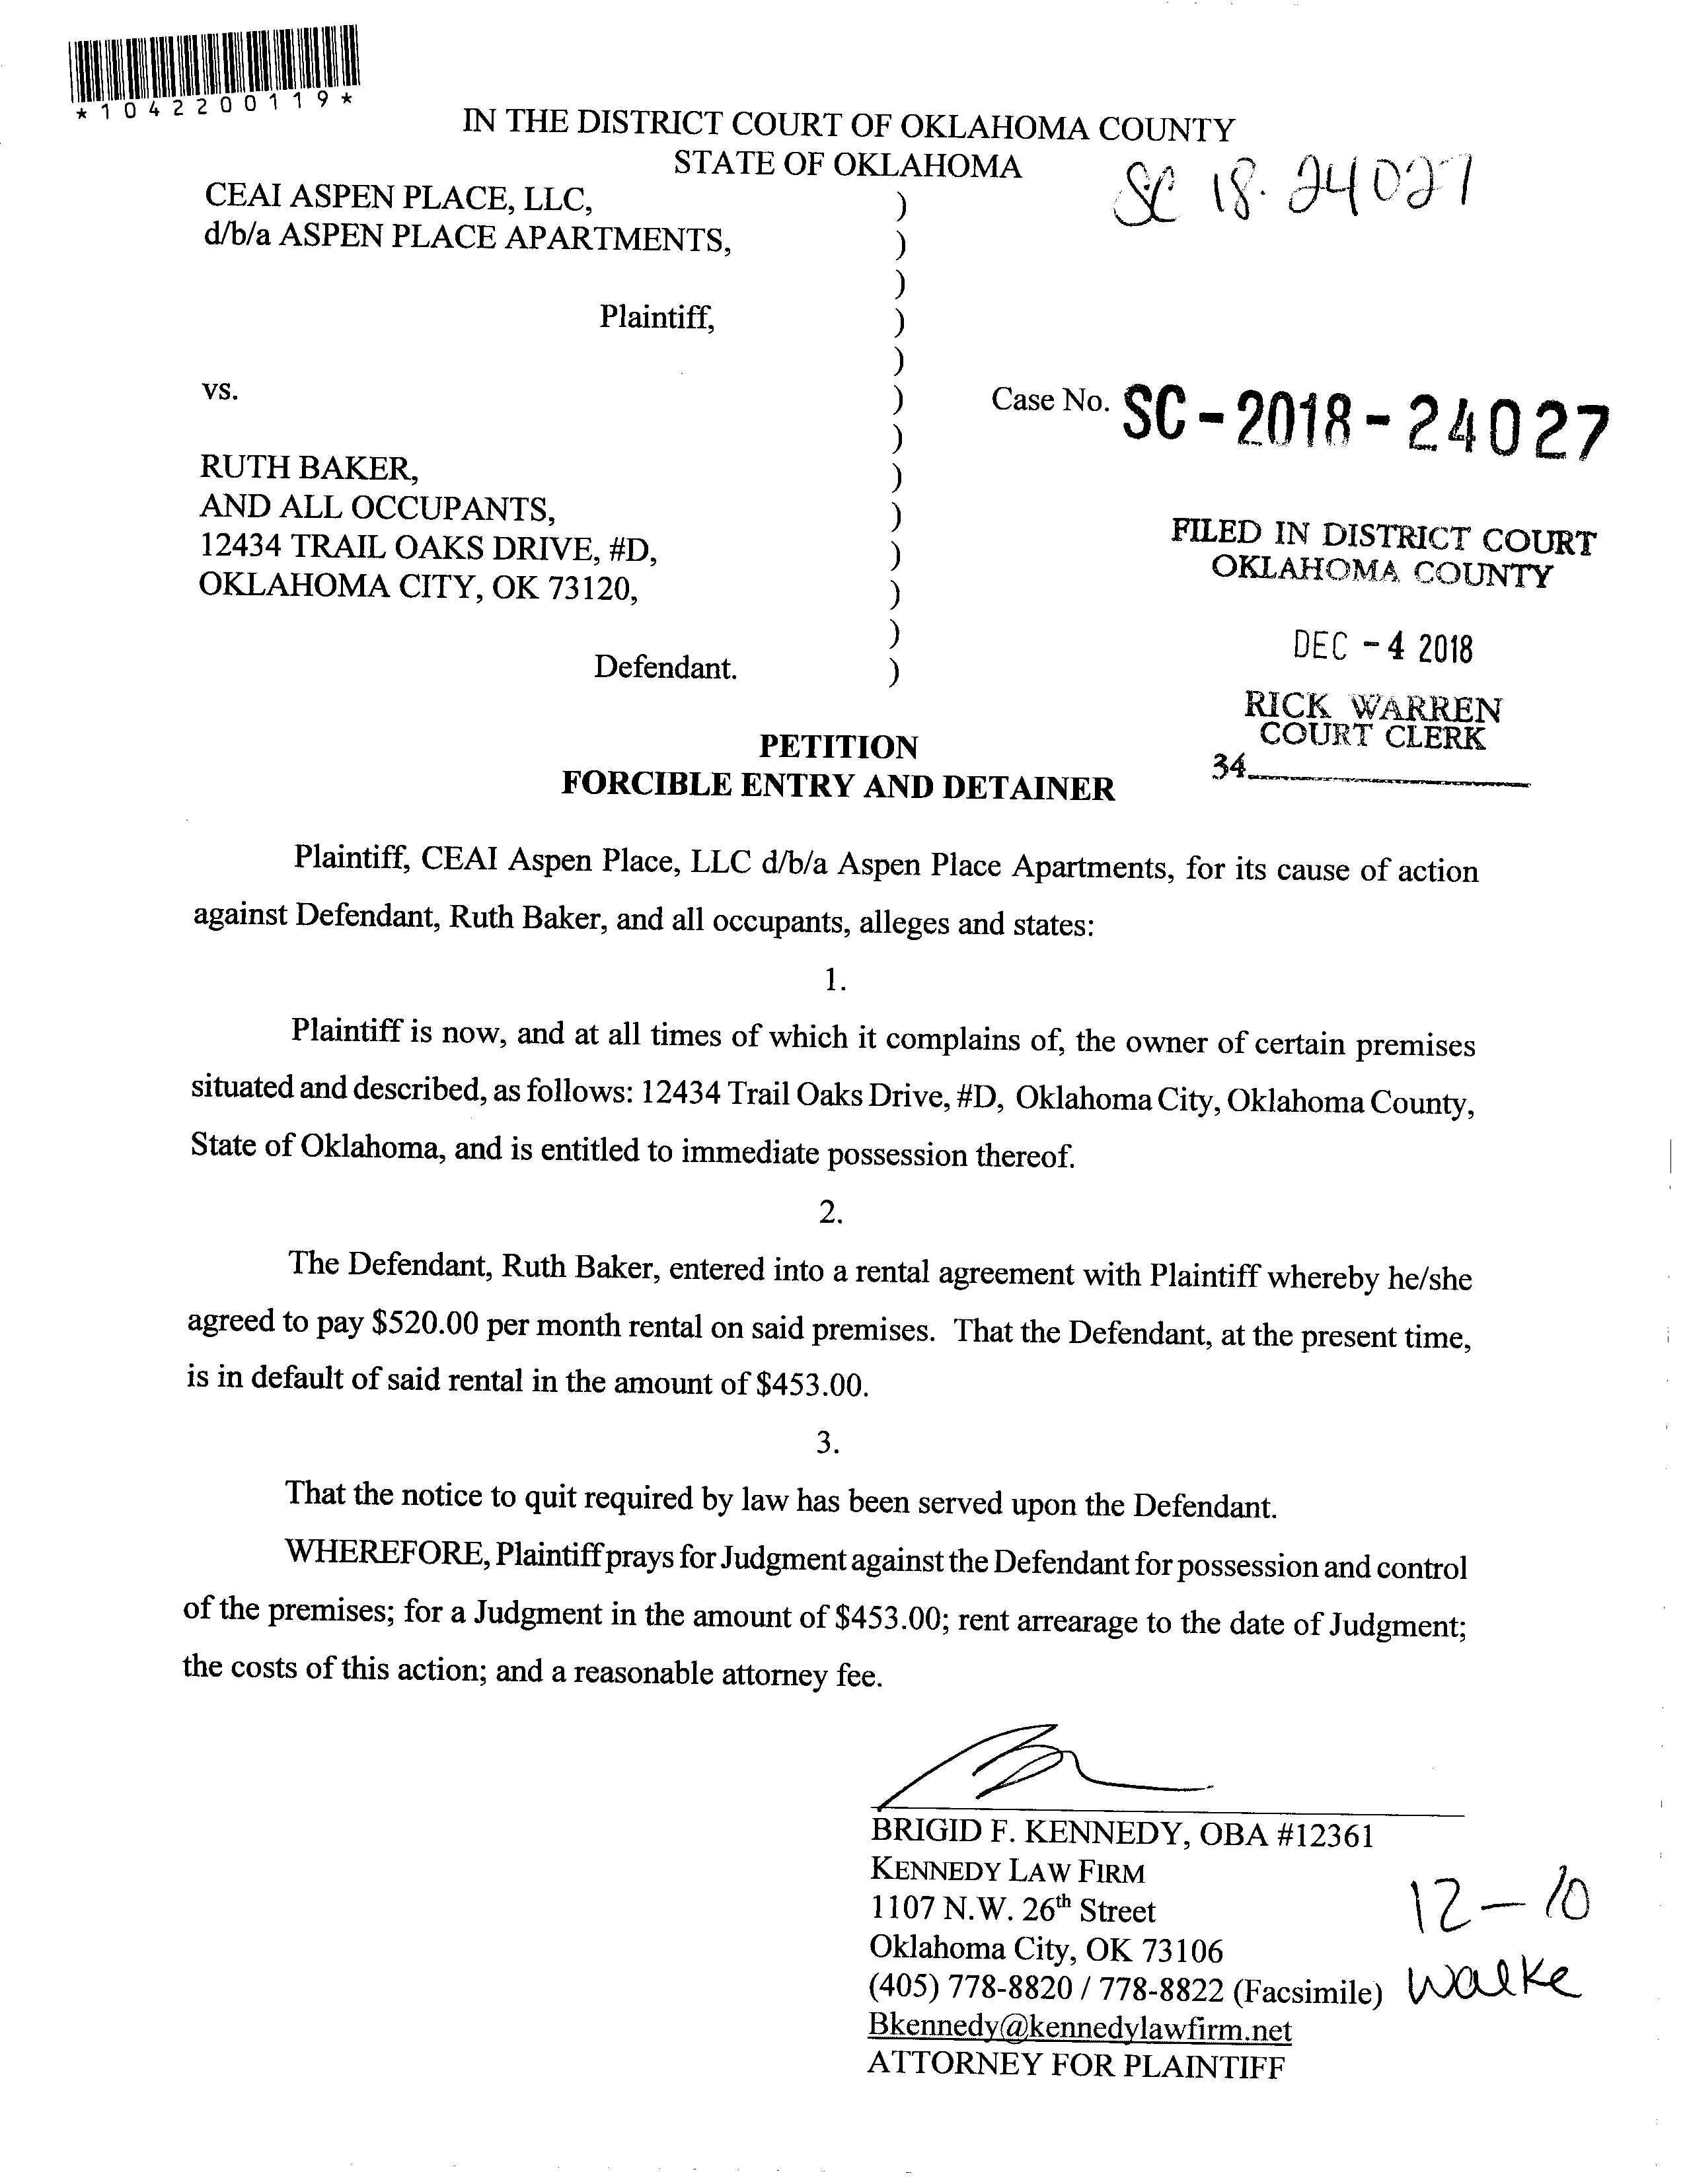 *1042200119*
IN THE DISTRICT COURT OF OKLAHOMA COUNTY
STATE OF OKLAHOMA
SC 18-24027
CEAI ASPEN PLACE, LLC, )
d/b/a ASPEN PLACE APARTMENTS, )
)
Plaintiff, )
)
vs. )
Case No. SC-2018-24027
)
RUTH BAKER, )
AND ALL OCCUPANTS, )
12434 TRAIL OAKS DRIVE, #D, )
OKLAHOMA CITY, OK 73120, )
)
Defendant. )
FILED IN DISTRICT COURT
OKLAHOMA COUNTY
DEC -4 2018
RICK WARREN
COURT CLERK
34
PETITION
FORCIBLE ENTRY AND DETAINER
Plaintiff, CEAI Aspen Place, LLC d/b/a Aspen Place Apartments, for its cause of action
against Defendant, Ruth Baker, and all occupants, alleges and states:
1.
Plaintiff is now, and at all times of which it complains of, the owner of certain premises
situated and described, as follows: 12434 Trail Oaks Drive, #D, Oklahoma City, Oklahoma County,
State of Oklahoma, and is entitled to immediate possession thereof.
2.
The Defendant, Ruth Baker, entered into a rental agreement with Plaintiff whereby he/she
agreed to pay $520.00 per month rental on said premises. That the Defendant, at the present time,
is in default of said rental in the amount of $453.00.
3.
That the notice to quit required by law has been served upon the Defendant.
WHEREFORE, Plaintiff prays for Judgment against the Defendant for possession and control
of the premises; for a Judgment in the amount of $453.00; rent arrearage to the date of Judgment;
the costs of this action; and a reasonable attorney fee.
BRIGID F. KENNEDY, OBA #12361
KENNEDY LAW FIRM
1107 N.W. 26th Street
Oklahoma City, OK 73106
(405) 778-8820 / 778-8822 (Facsimile)
Bkennedy@kennedylawfirm.net
ATTORNEY FOR PLAINTIFF
12-10
Walke